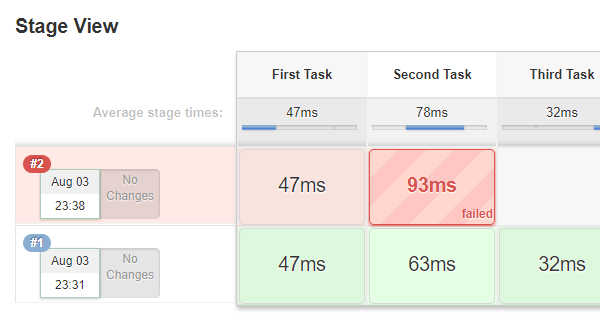 Stage View
First Task Second Task Third Task
Average stage times: 47ms 78ms 32ms
#2
Aug 03 No Changes
23:38
47ms 93ms
failed
#1
Aug 03 No Changes
23:31
47ms 63ms 32ms